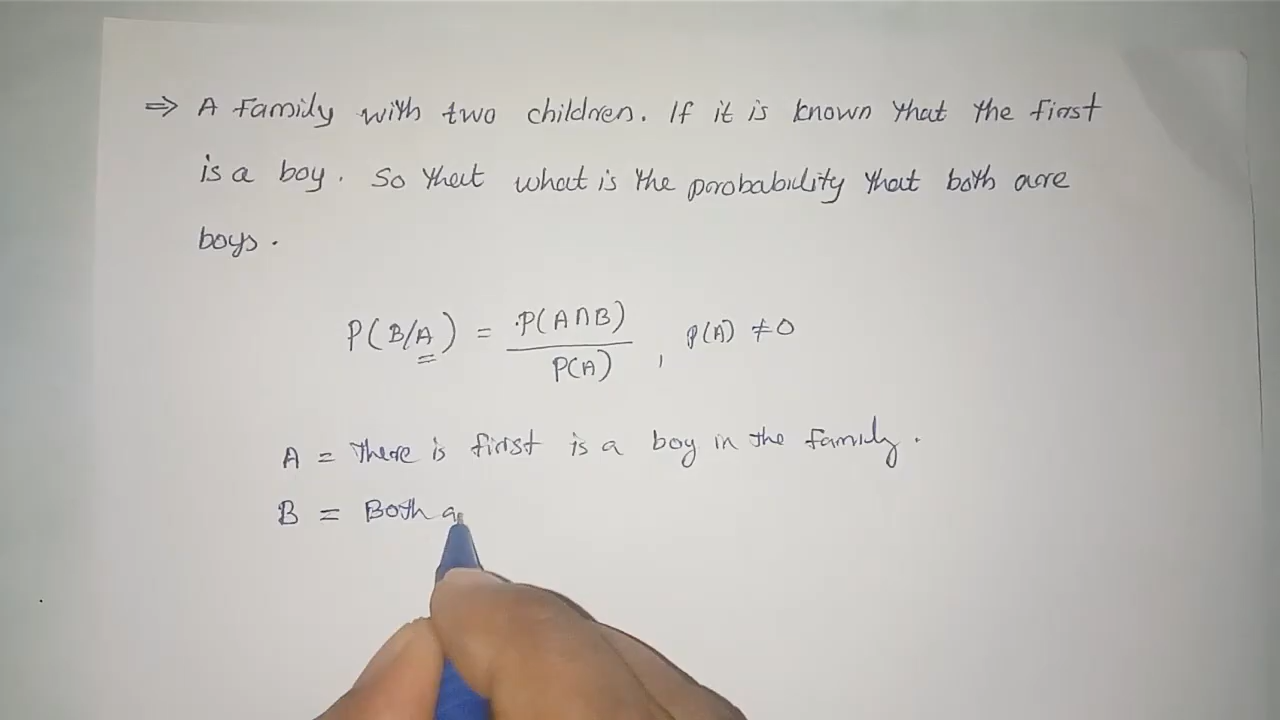 ⇒ A family with two children. If it is known that the first
is a boy. So that what is the probability that both are
boys.
P(B/A) = P(A∩B) / P(A) , P(A) ≠ 0
A = There is first is a boy in the family.
B = Both a